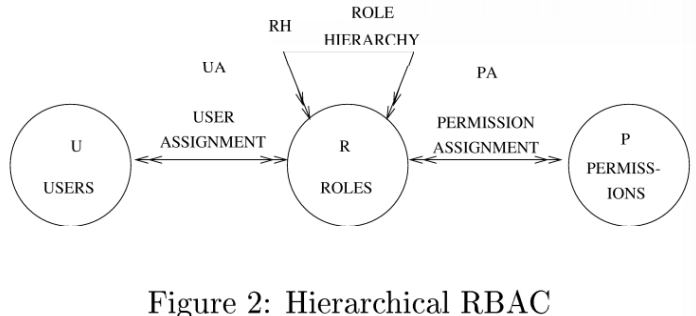 RH
ROLE
HIERARCHY
UA
PA
USER
ASSIGNMENT
PERMISSION
ASSIGNMENT
U
USERS
R
ROLES
P
PERMISS-
IONS
Figure 2: Hierarchical RBAC